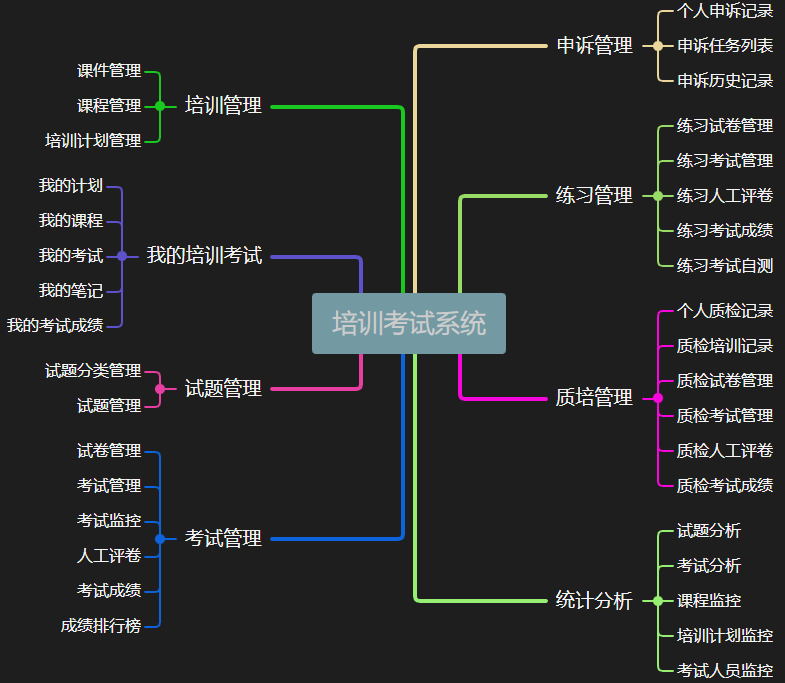 培训考试系统
培训管理
课件管理
课程管理
培训计划管理
我的培训考试
我的计划
我的课程
我的考试
我的笔记
我的考试成绩
试题管理
试题分类管理
试题管理
考试管理
试卷管理
考试管理
考试监控
人工评卷
考试成绩
成绩排行榜
申诉管理
个人申诉记录
申诉任务列表
申诉历史记录
练习管理
练习试卷管理
练习考试管理
练习人工评卷
练习考试成绩
练习考试自测
质培管理
个人质检记录
质检培训记录
质检试卷管理
质检考试管理
质检人工评卷
质检考试成绩
统计分析
试题分析
考试分析
课程监控
培训计划监控
考试人员监控